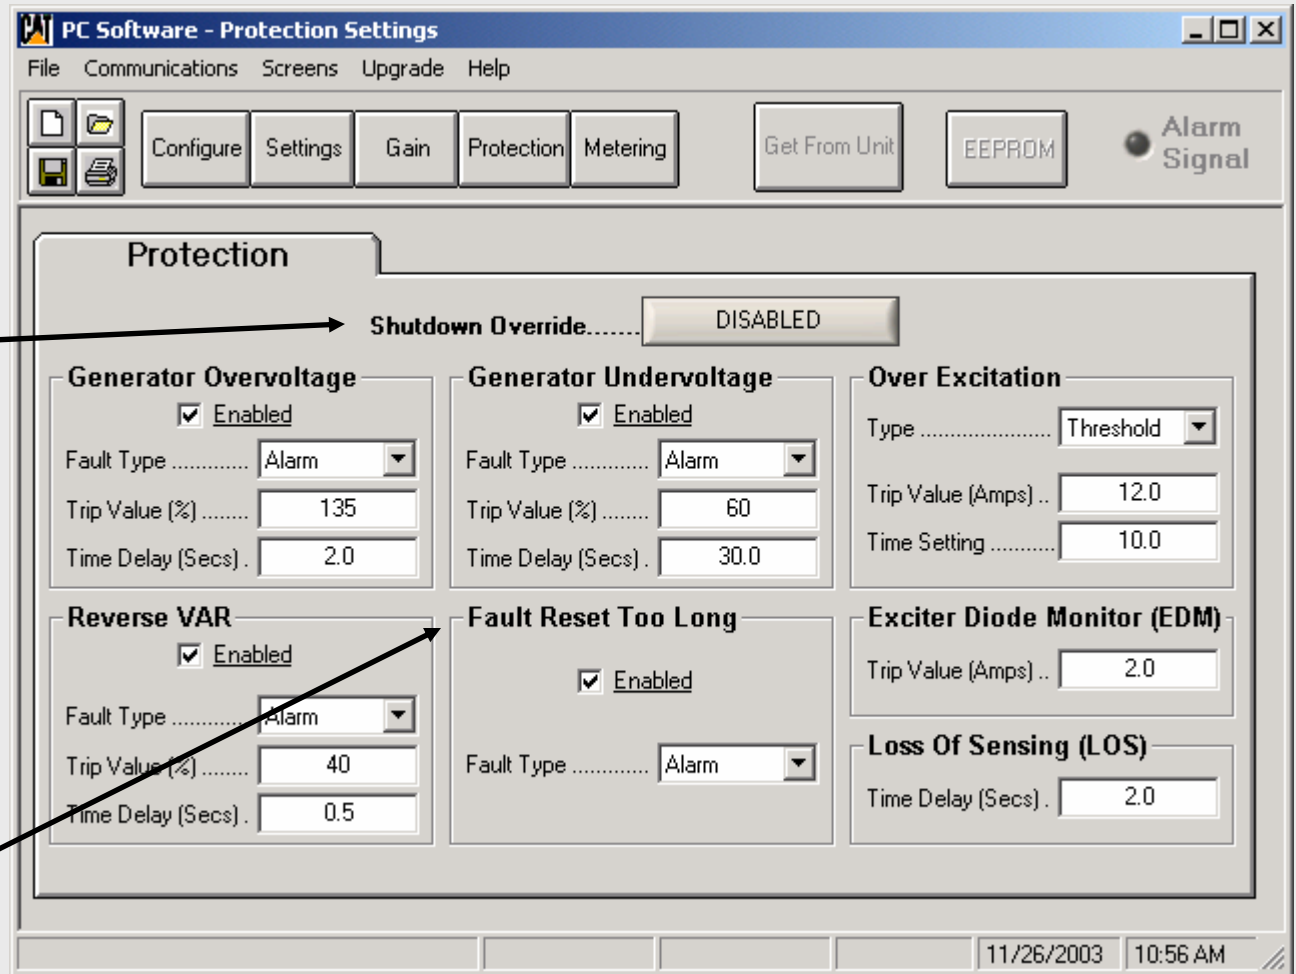 CAT PC Software - Protection Settings
File Communications Screens Upgrade Help
Configure Settings Gain Protection Metering Get From Unit EEPROM Alarm Signal
Protection
Shutdown Override....... DISABLED
Generator Overvoltage
Enabled
Fault Type ............ Alarm
Trip Value (%) ........ 135
Time Delay (Secs) . 2.0
Generator Undervoltage
Enabled
Fault Type ............ Alarm
Trip Value (%) ........ 60
Time Delay (Secs) . 30.0
Over Excitation
Type ..................... Threshold
Trip Value (Amps) .. 12.0
Time Setting ........... 10.0
Reverse VAR
Enabled
Fault Type ............ Alarm
Trip Value (%) ........ 40
Time Delay (Secs) . 0.5
Fault Reset Too Long
Enabled
Fault Type ............ Alarm
Exciter Diode Monitor (EDM)
Trip Value (Amps) .. 2.0
Loss Of Sensing (LOS)
Time Delay (Secs) . 2.0
11/26/2003 10:56 AM